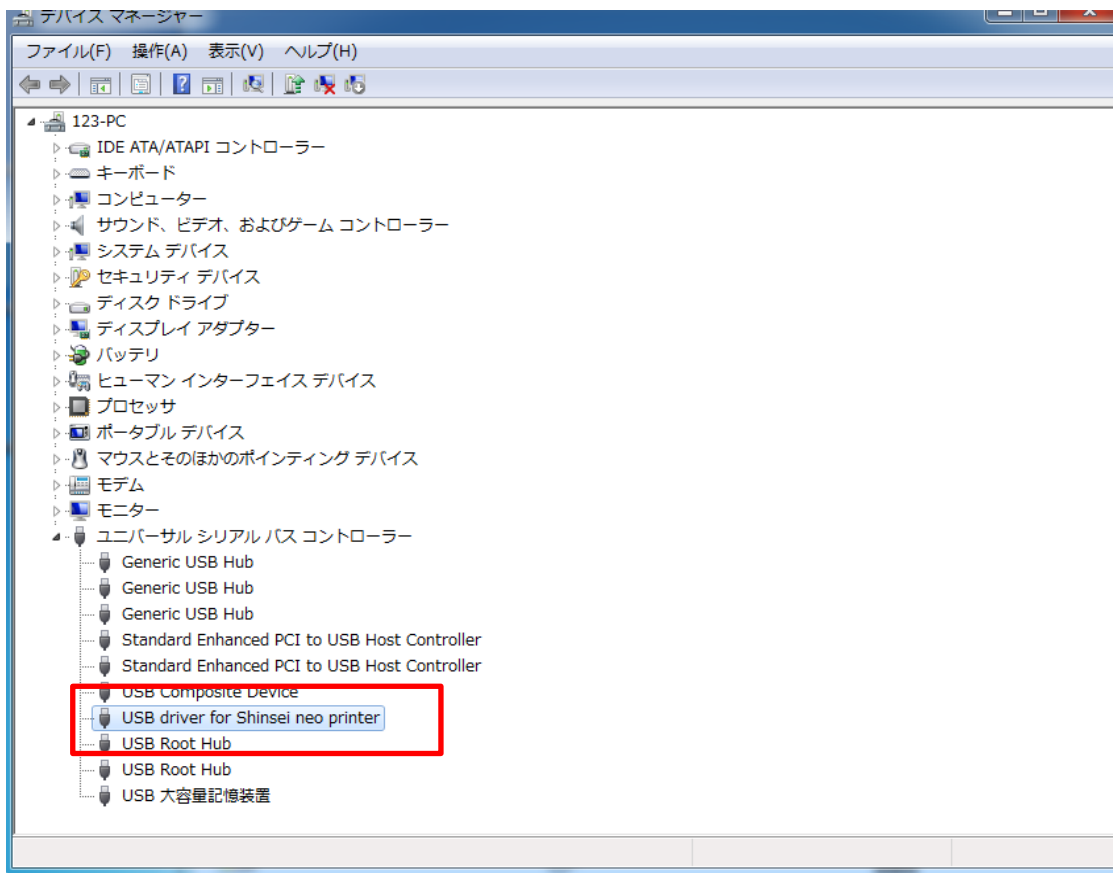 デバイス マネージャー
ファイル(F) 操作(A) 表示(V) ヘルプ(H)
123-PC
IDE ATA/ATAPI コントローラー
キーボード
コンピューター
サウンド、ビデオ、およびゲーム コントローラー
システム デバイス
セキュリティ デバイス
ディスク ドライブ
ディスプレイ アダプター
バッテリ
ヒューマン インターフェイス デバイス
プロセッサ
ポータブル デバイス
マウスとそのほかのポインティング デバイス
モデム
モニター
ユニバーサル シリアル バス コントローラー
Generic USB Hub
Generic USB Hub
Generic USB Hub
Standard Enhanced PCI to USB Host Controller
Standard Enhanced PCI to USB Host Controller
USB Composite Device
USB driver for Shinsei neo printer
USB Root Hub
USB Root Hub
USB 大容量記憶装置